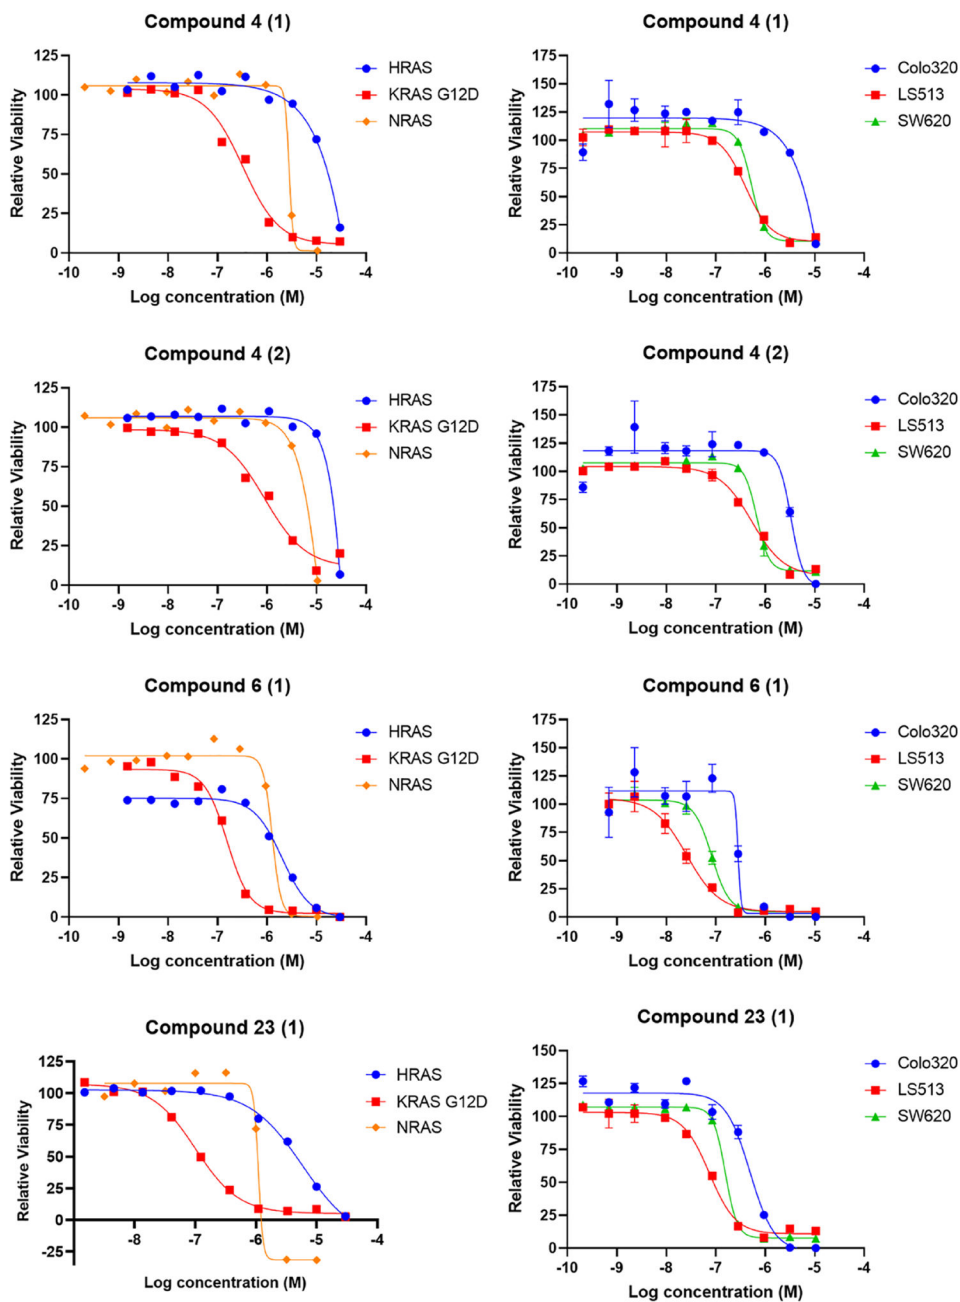 Compound 4 (1)
125
100
75
50
25
0
Relative Viability
-10 -9 -8 -7 -6 -5 -4
Log concentration (M)
HRAS
KRAS G12D
NRAS
Compound 4 (1)
175
150
125
100
75
50
25
0
Relative Viability
-10 -9 -8 -7 -6 -5 -4
Log concentration (M)
Colo320
LS513
SW620
Compound 4 (2)
125
100
75
50
25
0
Relative Viability
-10 -9 -8 -7 -6 -5 -4
Log concentration (M)
HRAS
KRAS G12D
NRAS
Compound 4 (2)
175
150
125
100
75
50
25
0
Relative Viability
-10 -9 -8 -7 -6 -5 -4
Log concentration (M)
Colo320
LS513
SW620
Compound 6 (1)
125
100
75
50
25
0
Relative Viability
-10 -9 -8 -7 -6 -5 -4
Log concentration (M)
HRAS
KRAS G12D
NRAS
Compound 6 (1)
175
150
125
100
75
50
25
0
Relative Viability
-10 -9 -8 -7 -6 -5 -4
Log concentration (M)
Colo320
LS513
SW620
Compound 23 (1)
125
100
75
50
25
0
-25
Relative Viability
-8 -7 -6 -5 -4
Log concentration (M)
HRAS
KRAS G12D
NRAS
Compound 23 (1)
150
125
100
75
50
25
0
Relative Viability
-10 -9 -8 -7 -6 -5 -4
Log concentration (M)
Colo320
LS513
SW620